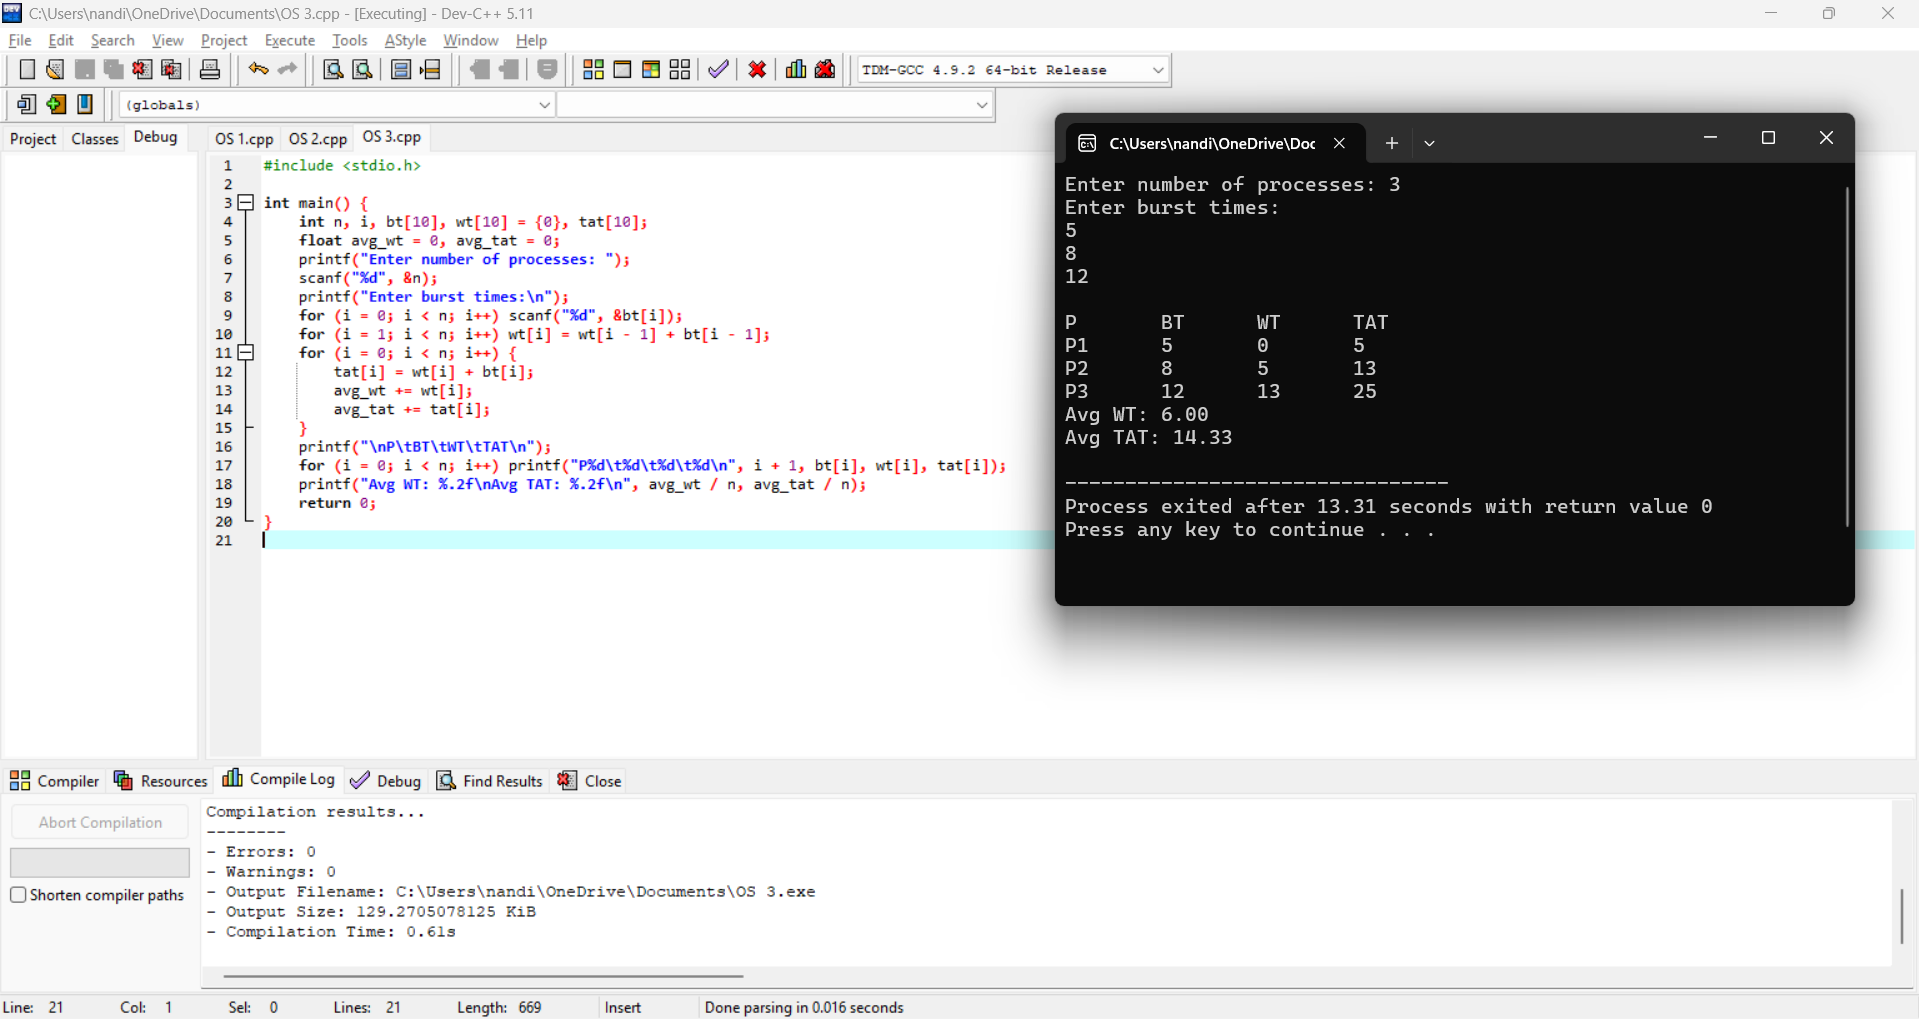 C:\Users\nandi\OneDrive\Documents\OS 3.cpp - [Executing] - Dev-C++ 5.11
File Edit Search View Project Execute Tools AStyle Window Help
TDM-GCC 4.9.2 64-bit Release
(globals)
Project Classes Debug
OS 1.cpp OS 2.cpp OS 3.cpp
1 #include <stdio.h>
2
3 int main() {
4 int n, i, bt[10], wt[10] = {0}, tat[10];
5 float avg_wt = 0, avg_tat = 0;
6 printf("Enter number of processes: ");
7 scanf("%d", &n);
8 printf("Enter burst times:\n");
9 for (i = 0; i < n; i++) scanf("%d", &bt[i]);
10 for (i = 1; i < n; i++) wt[i] = wt[i - 1] + bt[i - 1];
11 for (i = 0; i < n; i++) {
12 tat[i] = wt[i] + bt[i];
13 avg_wt += wt[i];
14 avg_tat += tat[i];
15 }
16 printf("\nP\tBT\tWT\tTAT\n");
17 for (i = 0; i < n; i++) printf("P%d\t%d\t%d\t%d\n", i + 1, bt[i], wt[i], tat[i]);
18 printf("Avg WT: %.2f\nAvg TAT: %.2f\n", avg_wt / n, avg_tat / n);
19 return 0;
20 }
21
C:\Users\nandi\OneDrive\Doc
Enter number of processes: 3
Enter burst times:
5
8
12
P BT WT TAT
P1 5 0 5
P2 8 5 13
P3 12 13 25
Avg WT: 6.00
Avg TAT: 14.33
--------------------------------
Process exited after 13.31 seconds with return value 0
Press any key to continue . . .
Compiler Resources Compile Log Debug Find Results Close
Abort Compilation
Shorten compiler paths
Compilation results...
--------
- Errors: 0
- Warnings: 0
- Output Filename: C:\Users\nandi\OneDrive\Documents\OS 3.exe
- Output Size: 129.2705078125 KiB
- Compilation Time: 0.61s
Line: 21 Col: 1 Sel: 0 Lines: 21 Length: 669 Insert Done parsing in 0.016 seconds